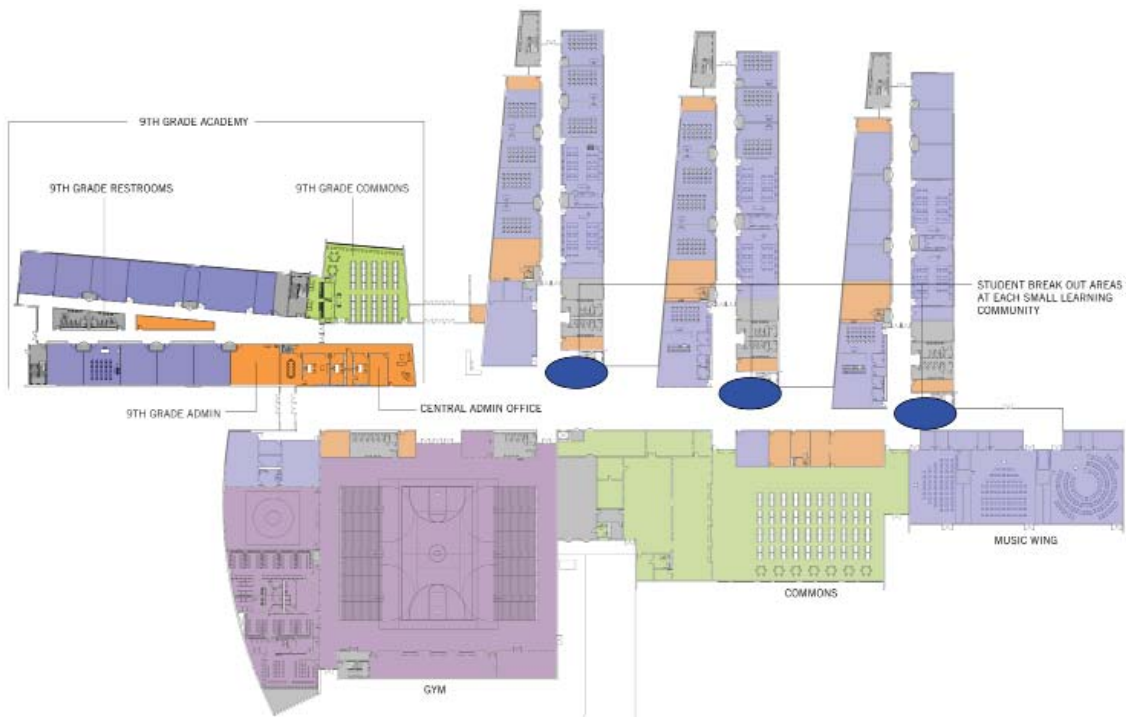 9TH GRADE ACADEMY
9TH GRADE RESTROOMS
9TH GRADE COMMONS
STUDENT BREAK OUT AREAS
AT EACH SMALL LEARNING
COMMUNITY
9TH GRADE ADMIN
CENTRAL ADMIN OFFICE
MUSIC WING
COMMONS
GYM